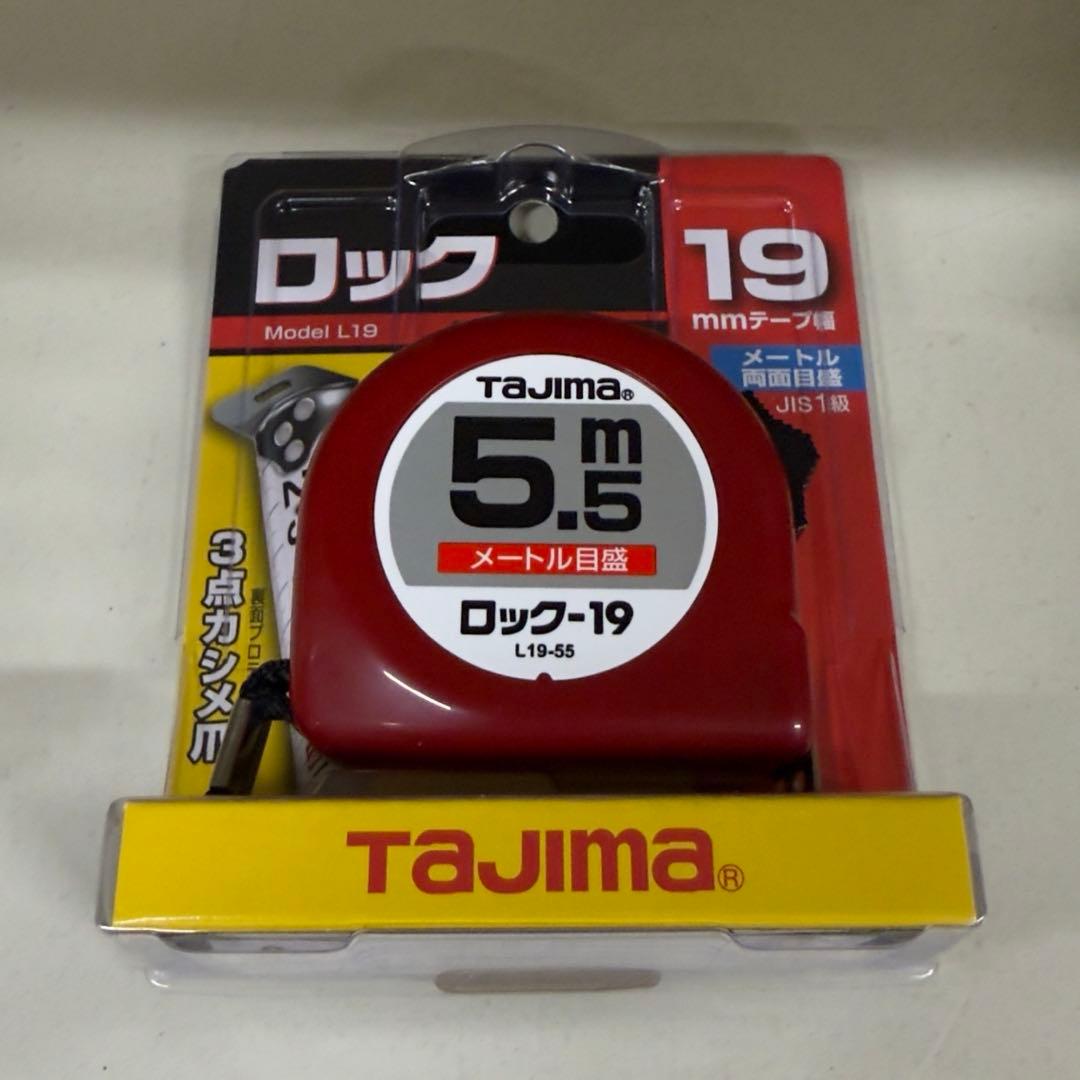 ロック
Model L19
19
mmテープ幅
メートル
両面目盛
JIS1級
TAJIMA®
5.5m
メートル目盛
ロック-19
L19-55
3点カシメ爪
TAJIMA®